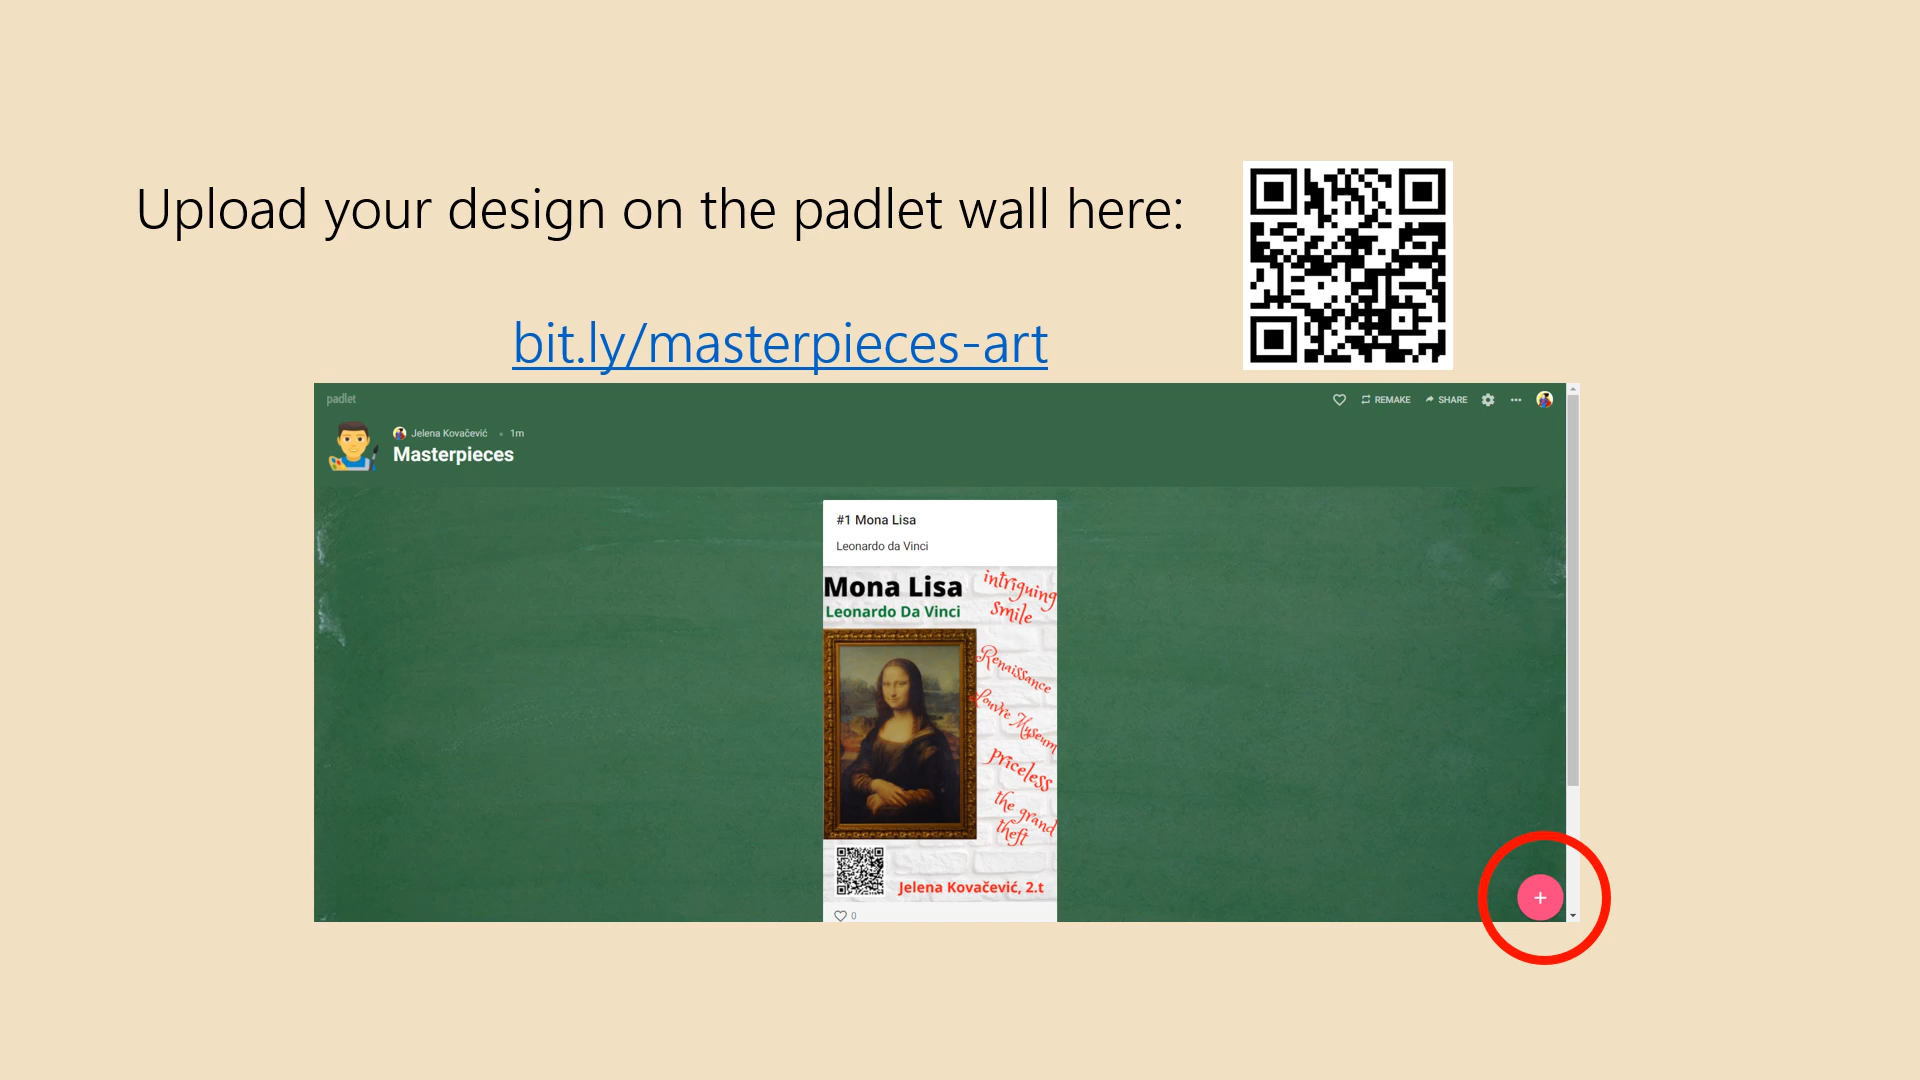 Upload your design on the padlet wall here:
bit.ly/masterpieces-art
padlet
REMAKE SHARE
Jelena Kovačević • 1m
Masterpieces
#1 Mona Lisa
Leonardo da Vinci
Mona Lisa
Leonardo Da Vinci
intriguing
smile
Renaissance
Louvre Museum
priceless
the grand
theft
Jelena Kovačević, 2.t
0